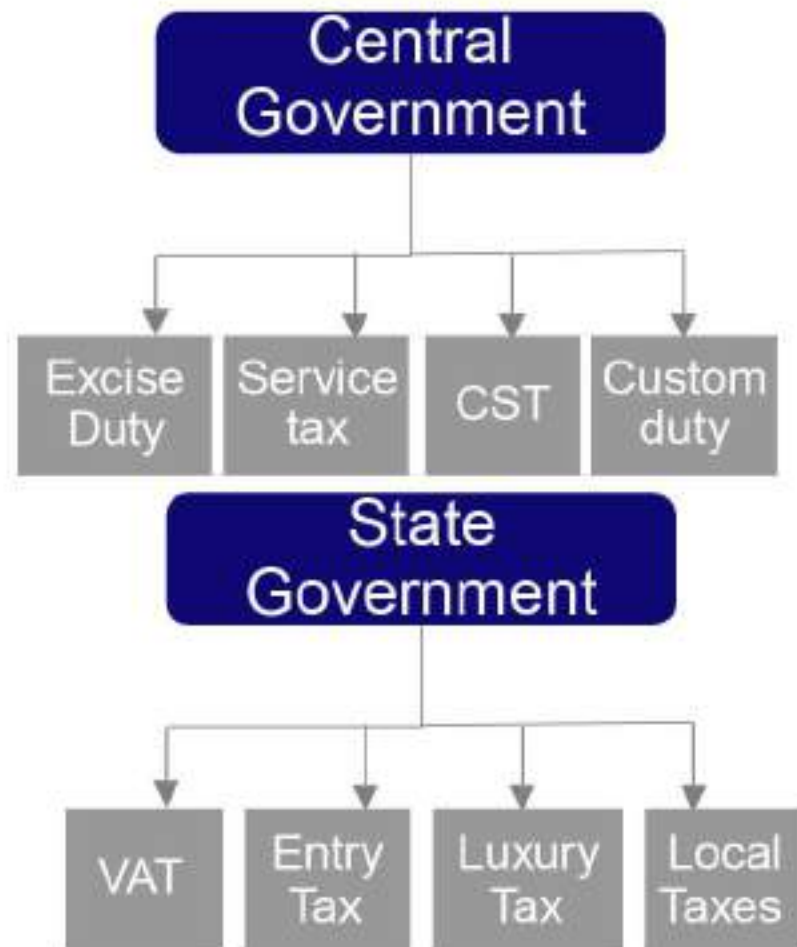 Central
Government
Excise
Duty
Service
tax
CST
Custom
duty
State
Government
VAT
Entry
Tax
Luxury
Tax
Local
Taxes